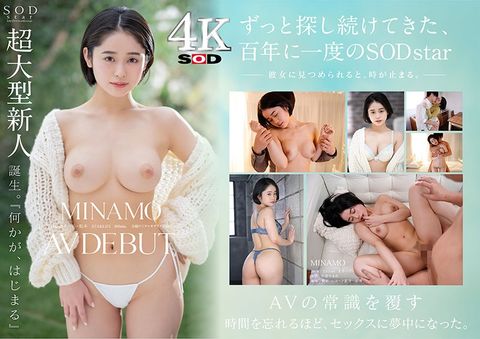 SOD
star
超大型新人
誕生。『何かが、はじまる』
MINAMO
AV DEBUT
4K
SOD
ずっと探し続けてきた、
百年に一度のSODstar
彼女に見つめられると、時が止まる。
MINAMO
AVの常識を覆す
時間を忘れるほど、セックスに夢中になった。